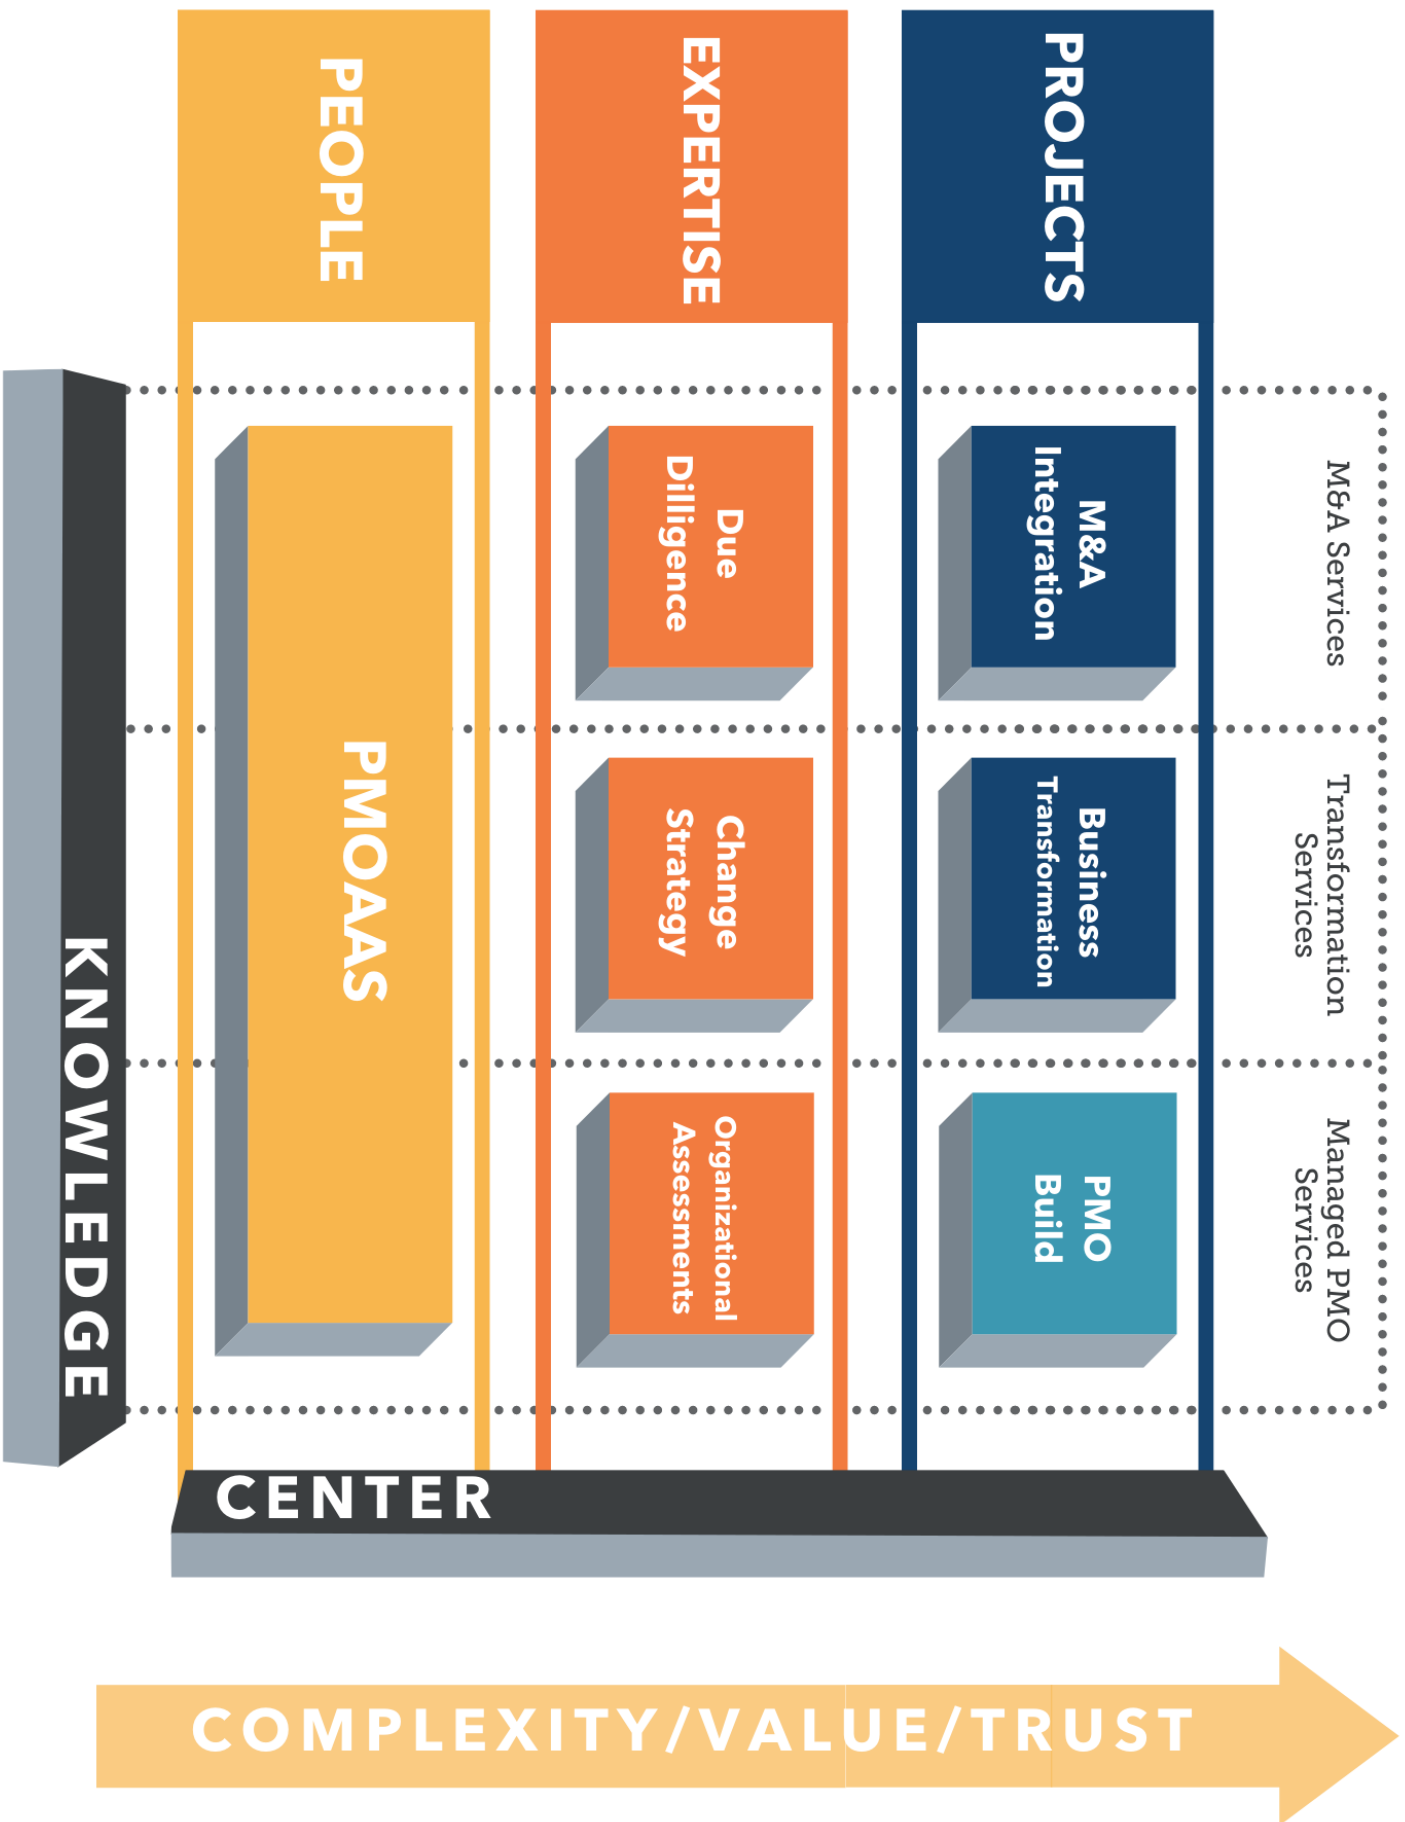 PEOPLE
EXPERTISE
PROJECTS
M&A
Integration
Due
Dilligence
M&A Services
PMOAAS
Change
Strategy
Business
Transformation
Transformation
Services
Organizational
Assessments
PMO
Build
Managed PMO
Services
KNOWLEDGE
CENTER
COMPLEXITY/VALUE/TRUST